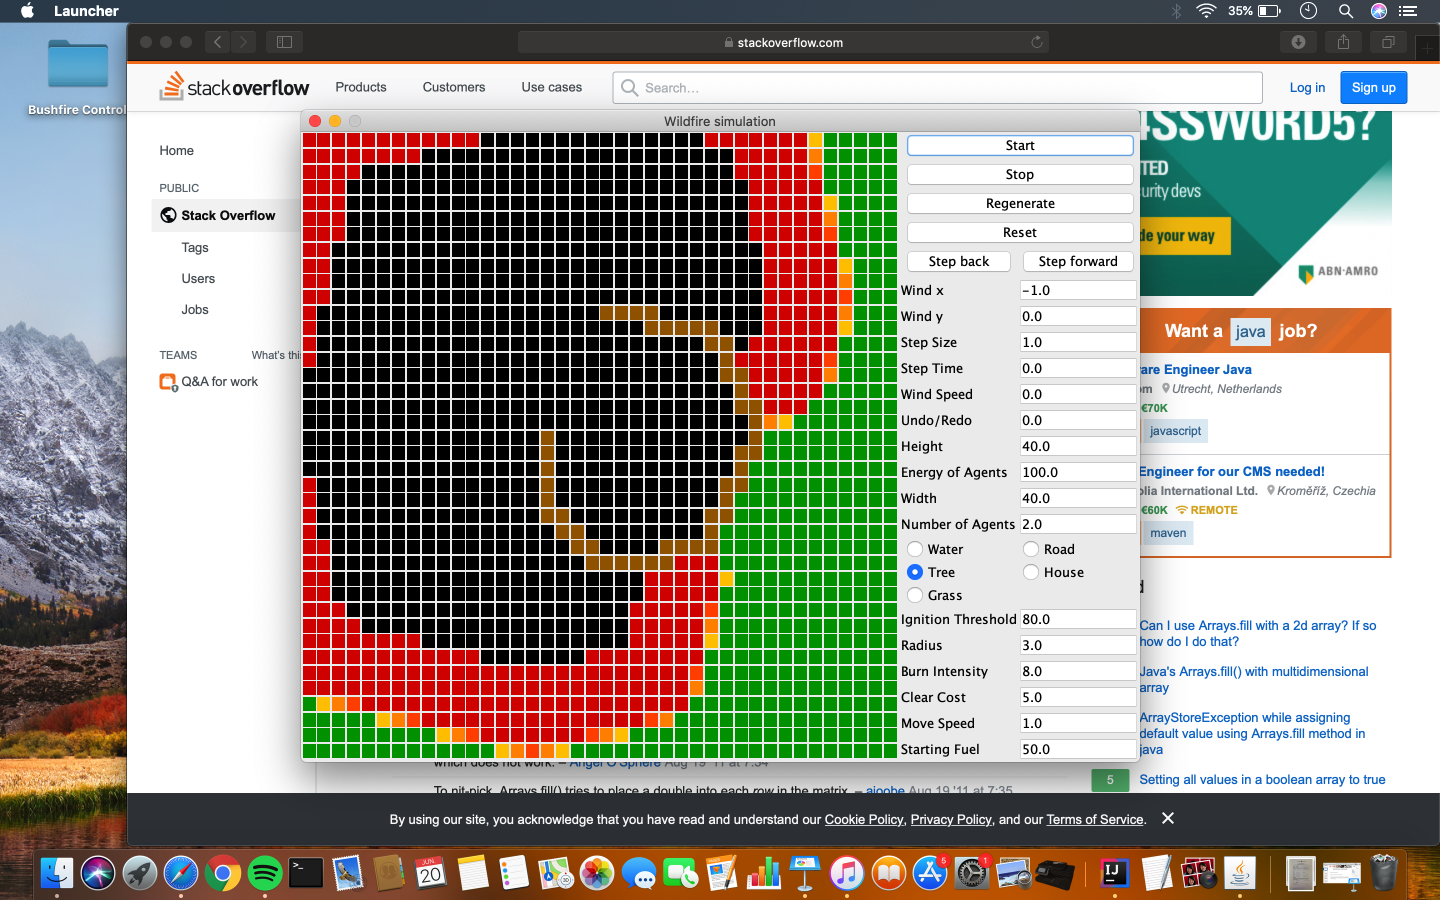 Launcher
35%
Bushfire Control
stackoverflow.com
stackoverflow
Products
Customers
Use cases
Search...
Log in
Sign up
Wildfire simulation
Home
PUBLIC
Stack Overflow
Tags
Users
Jobs
TEAMS
What's this
Q&A for work
Start
Stop
Regenerate
Reset
Step back
Step forward
Wind x
-1.0
Wind y
0.0
Step Size
1.0
Step Time
0.0
Wind Speed
0.0
Undo/Redo
0.0
Height
40.0
Energy of Agents
100.0
Width
40.0
Number of Agents
2.0
Water
Road
Tree
House
Grass
Ignition Threshold
80.0
Radius
3.0
Burn Intensity
8.0
Clear Cost
5.0
Move Speed
1.0
Starting Fuel
50.0
SSW0RD5?
TED
urity devs
de your way
ABN·AMRO
Want a java job?
are Engineer Java
om Utrecht, Netherlands
€70K
javascript
Engineer for our CMS needed!
olia International Ltd. Kroměříž, Czechia
€60K REMOTE
maven
d
Can I use Arrays.fill with a 2d array? If so
how do I do that?
Java's Arrays.fill() with multidimensional
array
ArrayStoreException while assigning
default value using Arrays.fill method in
java
5
Setting all values in a boolean array to true
which does not work. – Angel O'Sphere Aug 19 '11 at 7:34
To nit-pick, Arrays.fill() tries to place a double into each row in the matrix. – aioobe Aug 19 '11 at 7:35
By using our site, you acknowledge that you have read and understand our Cookie Policy, Privacy Policy, and our Terms of Service.
JUN
20
5
1
IJ